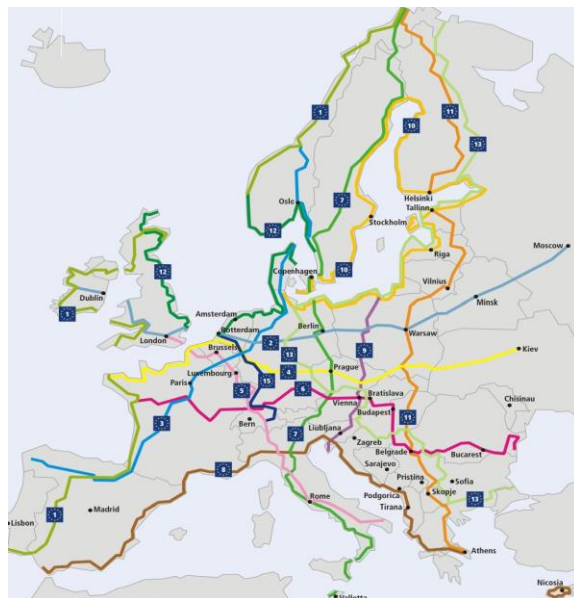 1
11
10
13
Oslo
7
Helsinki
Tallinn
12
Stockholm
12
Moscow
Riga
Copenhagen
10
Dublin
Vilnius
Minsk
1
Amsterdam
Rotterdam
Berlin
London
2
Warsaw
Brussels
13
9
Kiev
Luxembourg
4
Prague
15
Paris
5
6
Vienna
Bratislava
Chisinau
Budapest
3
Bern
7
Liubljana
11
Zagreb
Belgrade
Bucarest
8
Sarajevo
Pristina
Sofia
13
Rome
Podgorica
Skopje
Madrid
Tirana
Lisbon
1
Athens
Nicosia
Valletta